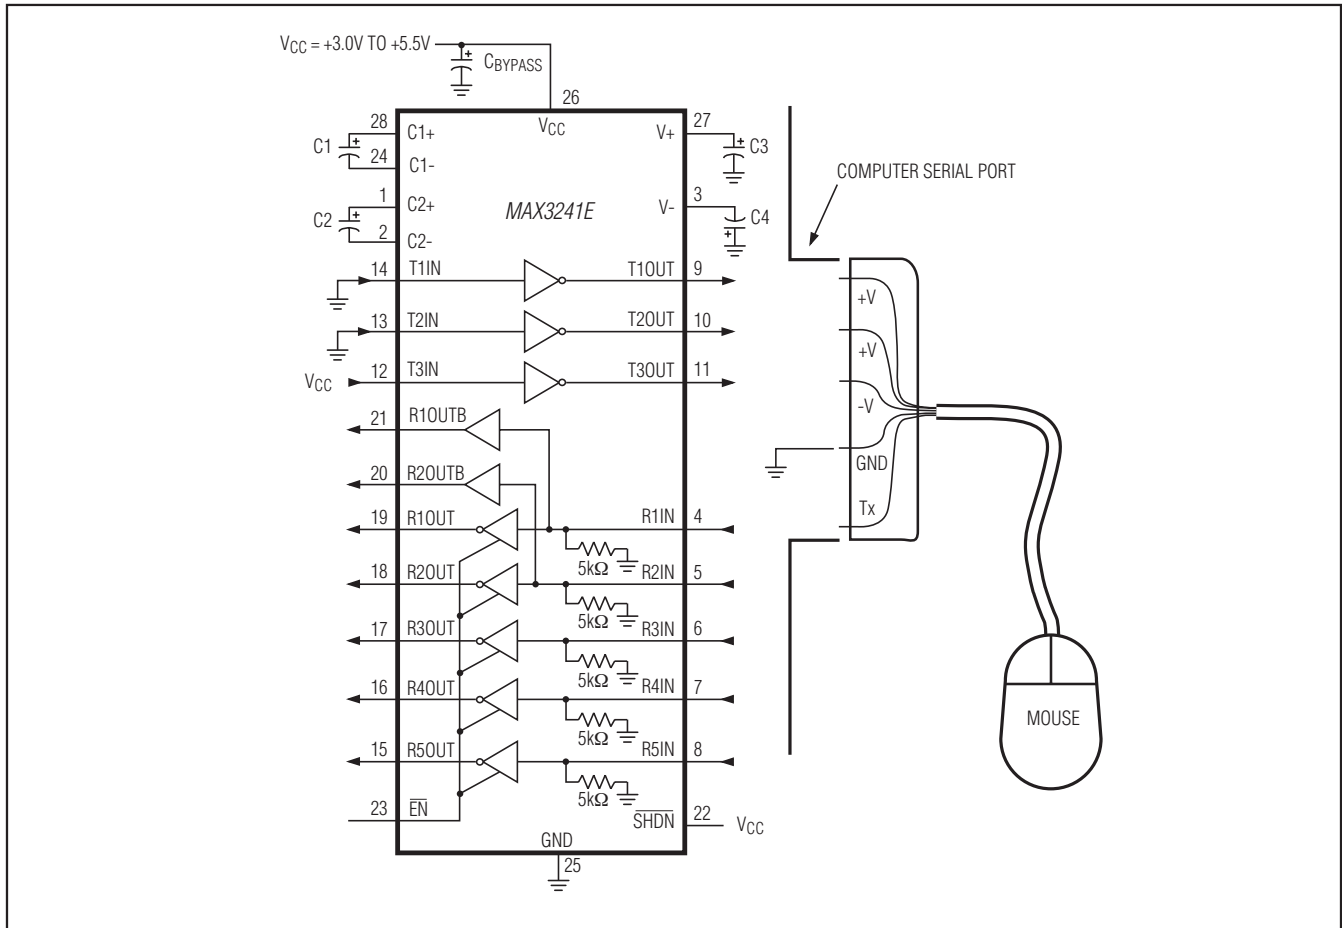 VCC = +3.0V TO +5.5V
CBYPASS
26
VCC
28
C1+
C1
24
C1-
1
C2+
C2
2
C2-
V+
27
C3
V-
3
C4
MAX3241E
COMPUTER SERIAL PORT
14
T1IN
T1OUT
9
13
T2IN
T2OUT
10
VCC
12
T3IN
T3OUT
11
21
R1OUTB
20
R2OUTB
19
R1OUT
R1IN
4
5kΩ
18
R2OUT
R2IN
5
5kΩ
17
R3OUT
R3IN
6
5kΩ
16
R4OUT
R4IN
7
5kΩ
15
R5OUT
R5IN
8
5kΩ
23
EN
SHDN
22
VCC
GND
25
+V
+V
-V
GND
Tx
MOUSE